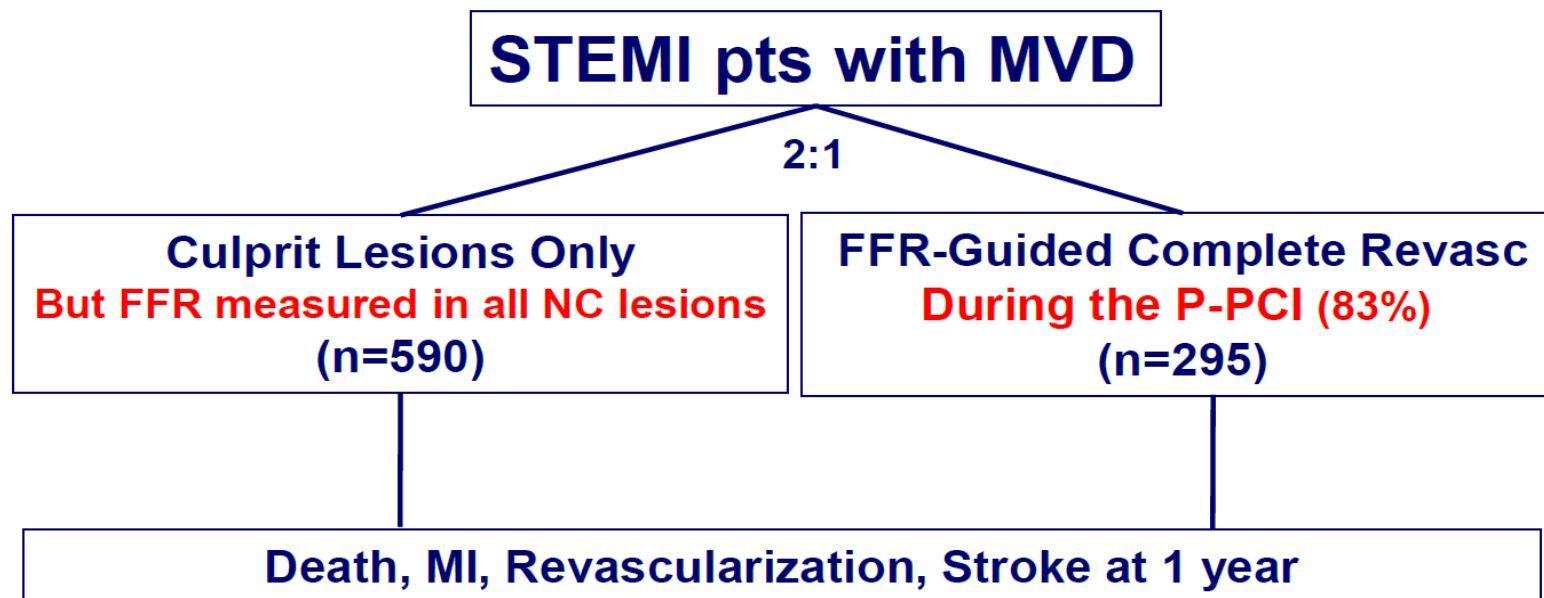 STEMI pts with MVD
2:1
Culprit Lesions Only
But FFR measured in all NC lesions
(n=590)
FFR-Guided Complete Revasc
During the P-PCI (83%)
(n=295)
Death, MI, Revascularization, Stroke at 1 year